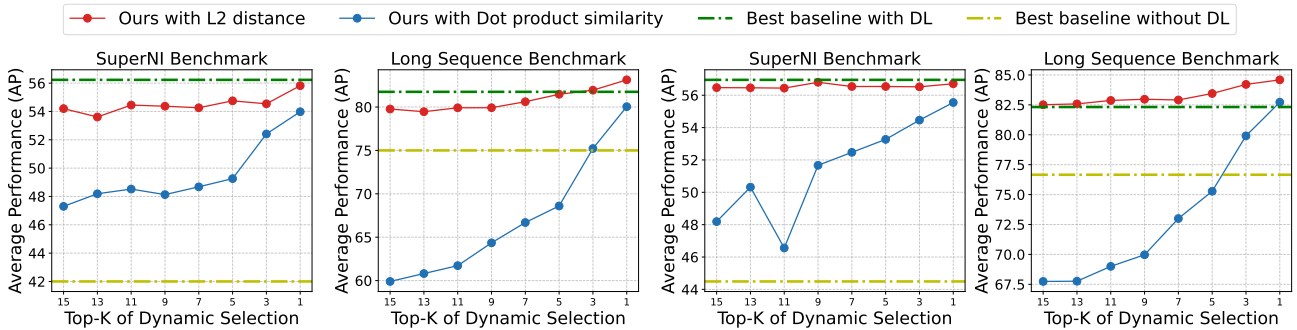 Ours with L2 distance Ours with Dot product similarity Best baseline with DL Best baseline without DL
SuperNI Benchmark
Average Performance (AP)
56
54
52
50
48
46
44
42
15 13 11 9 7 5 3 1
Top-K of Dynamic Selection
Long Sequence Benchmark
Average Performance (AP)
80
75
70
65
60
15 13 11 9 7 5 3 1
Top-K of Dynamic Selection
SuperNI Benchmark
Average Performance (AP)
56
54
52
50
48
46
44
15 13 11 9 7 5 3 1
Top-K of Dynamic Selection
Long Sequence Benchmark
Average Performance (AP)
85.0
82.5
80.0
77.5
75.0
72.5
70.0
67.5
15 13 11 9 7 5 3 1
Top-K of Dynamic Selection